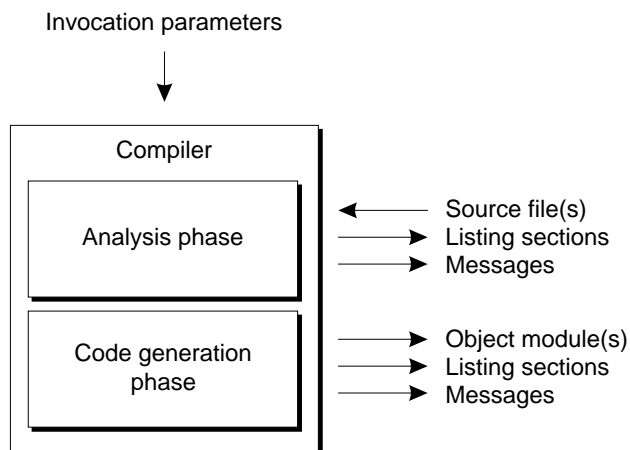 Invocation parameters
Compiler
Analysis phase
Source file(s)
Listing sections
Messages
Code generation
phase
Object module(s)
Listing sections
Messages